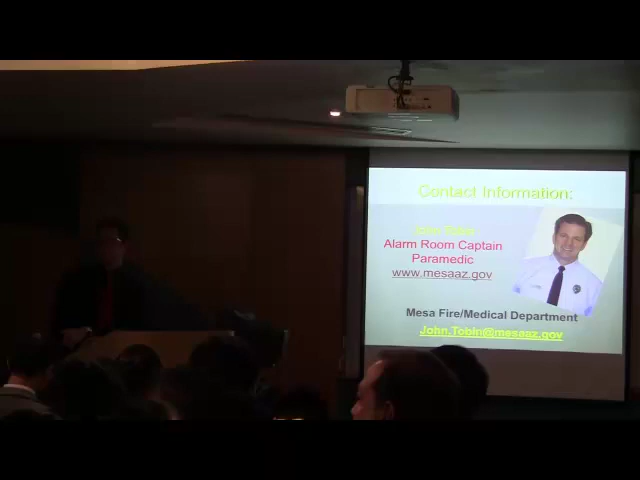 Contact Information:
John Tobin
Alarm Room Captain
Paramedic
www.mesaaz.gov
Mesa Fire/Medical Department
John.Tobin@mesaaz.gov